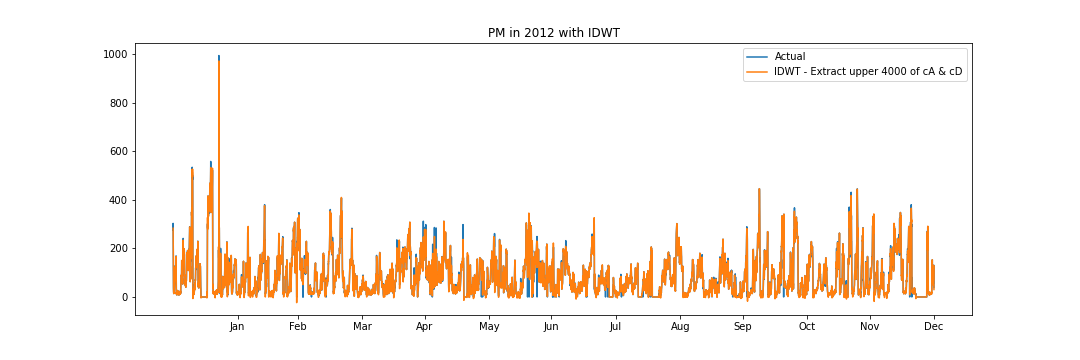 PM in 2012 with IDWT
Actual
IDWT - Extract upper 4000 of cA & cD
1000
800
600
400
200
0
Jan Feb Mar Apr May Jun Jul Aug Sep Oct Nov Dec